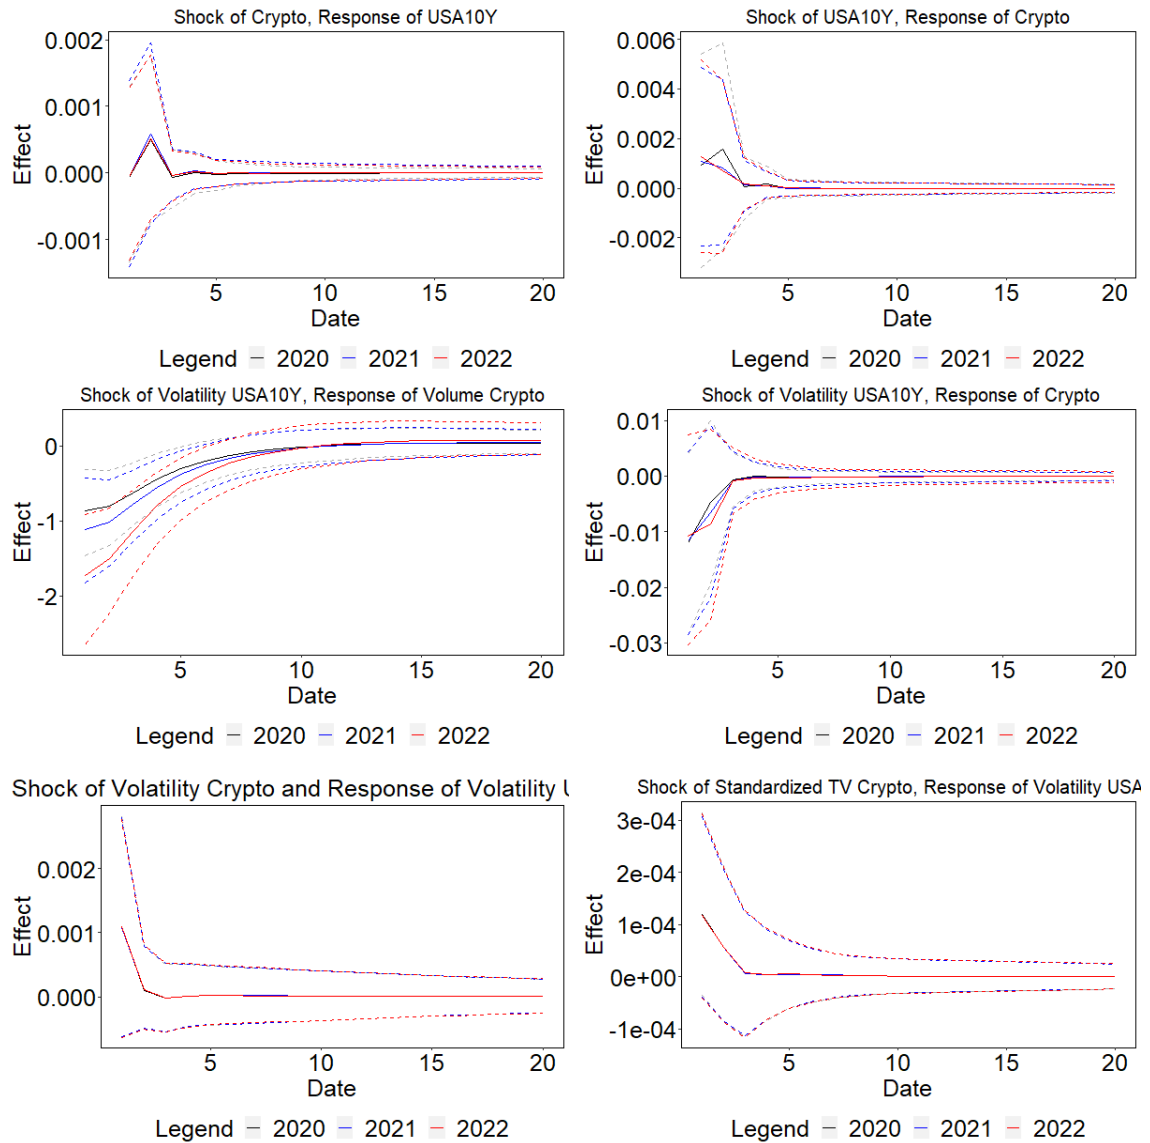 Shock of Crypto, Response of USA10Y
0.002
0.001
0.000
-0.001
Effect
5 10 15 20
Date
Legend 2020 2021 2022
Shock of USA10Y, Response of Crypto
0.006
0.004
0.002
0.000
-0.002
Effect
5 10 15 20
Date
Legend 2020 2021 2022
Shock of Volatility USA10Y, Response of Volume Crypto
0
-1
-2
Effect
5 10 15 20
Date
Legend 2020 2021 2022
Shock of Volatility USA10Y, Response of Crypto
0.01
0.00
-0.01
-0.02
-0.03
Effect
5 10 15 20
Date
Legend 2020 2021 2022
Shock of Volatility Crypto and Response of Volatility U
0.002
0.001
0.000
Effect
5 10 15 20
Date
Legend 2020 2021 2022
Shock of Standardized TV Crypto, Response of Volatility USA
3e-04
2e-04
1e-04
0e+00
-1e-04
Effect
5 10 15 20
Date
Legend 2020 2021 2022